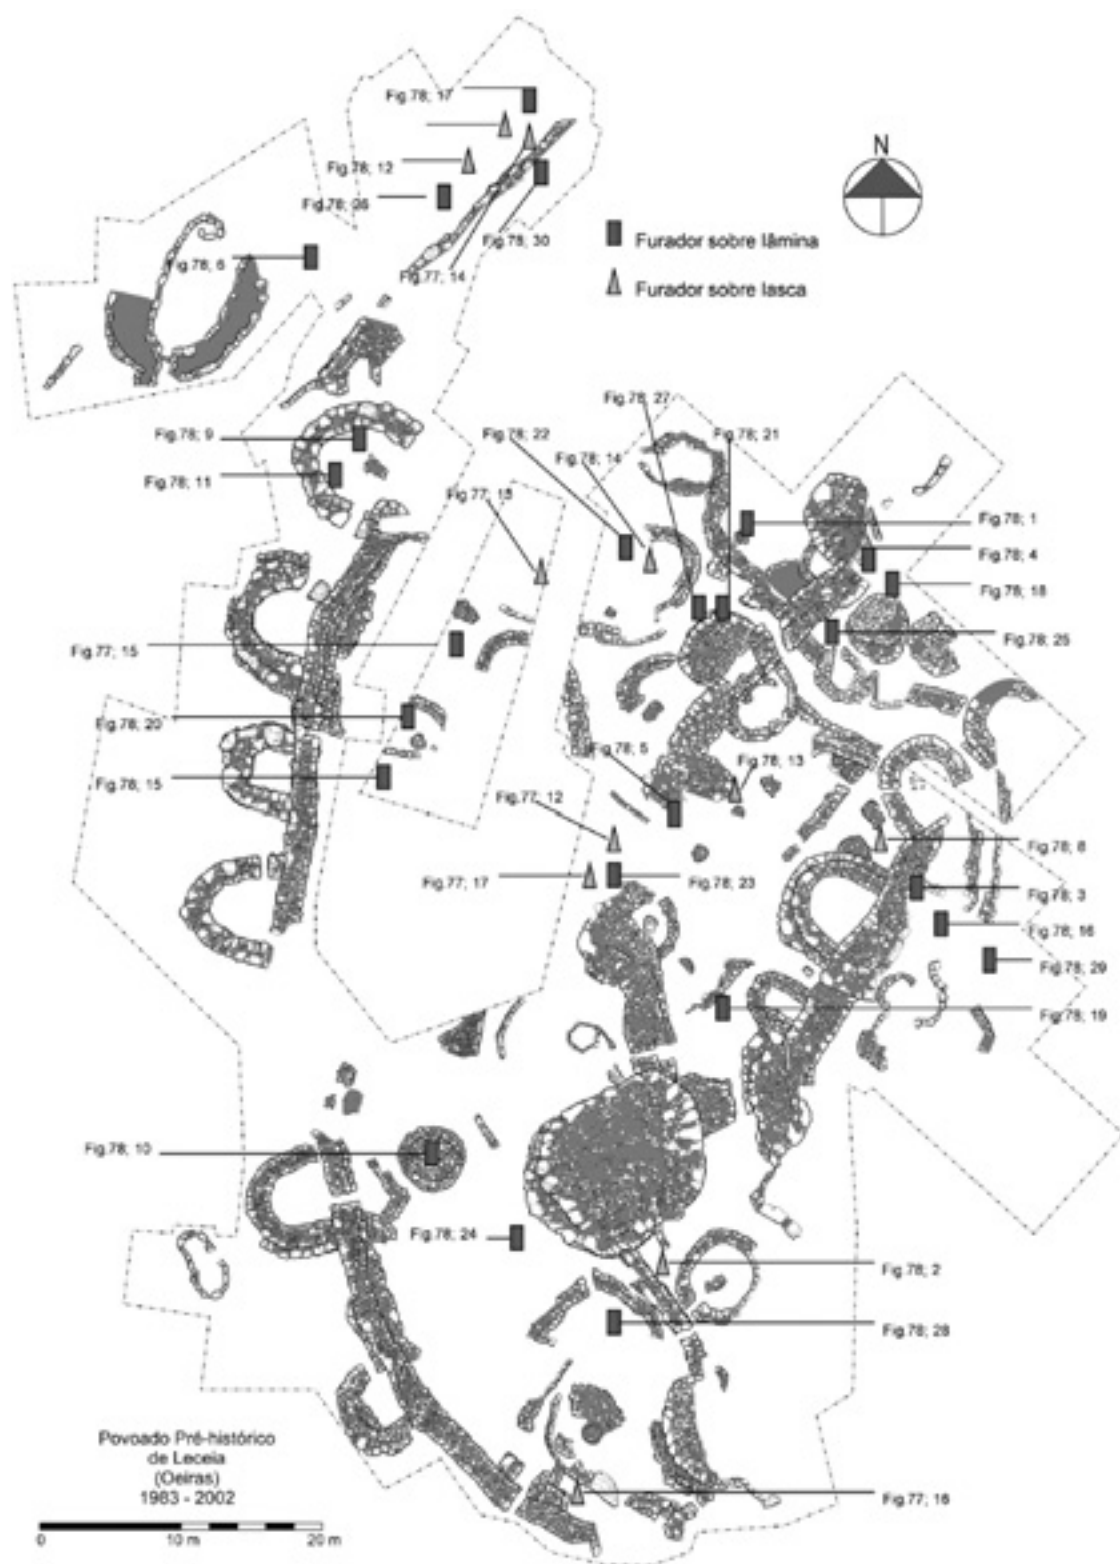 Fig.78; 17
N
Fig.78; 12
Fig.78; 26
Furador sobre lâmina
Fig.78; 30
Fig.78; 6
Fig.77; 14
Furador sobre lasca
Fig.78; 27
Fig.78; 9
Fig.78; 22
Fig.78; 21
Fig.78; 14
Fig.78; 11
Fig.78; 1
Fig.78; 4
Fig.78; 18
Fig.78; 25
Fig.77; 15
Fig.78; 20
Fig.78; 5
Fig.78; 13
Fig.78; 15
Fig.77; 12
Fig.78; 8
Fig.77; 17
Fig.78; 23
Fig.78; 3
Fig.78; 16
Fig.78; 29
Fig.78; 19
Fig.78; 10
Fig.78; 24
Fig.78; 2
Fig.78; 28
Povoado Pré-histórico
de Leceia
(Oeiras)
1983 - 2002
Fig.77; 16
0 10 m 20 m